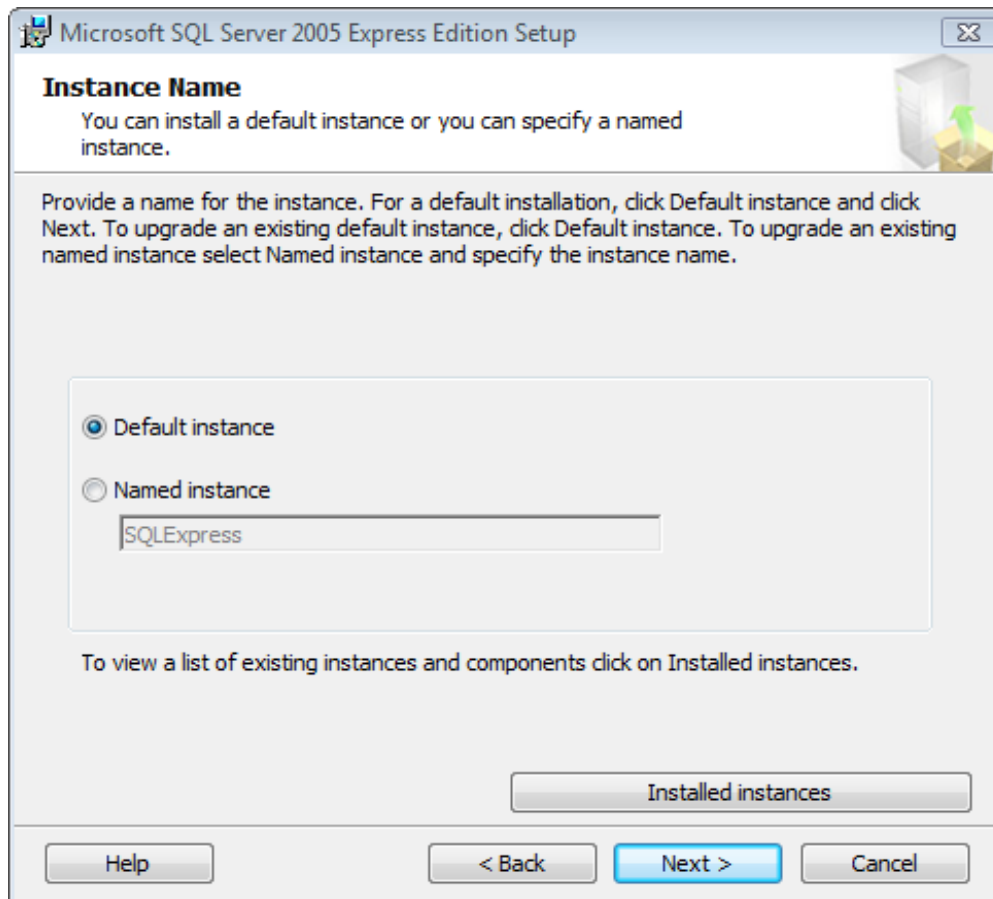 Microsoft SQL Server 2005 Express Edition Setup
Instance Name
You can install a default instance or you can specify a named
instance.
Provide a name for the instance. For a default installation, click Default instance and click
Next. To upgrade an existing default instance, click Default instance. To upgrade an existing
named instance select Named instance and specify the instance name.
Default instance
Named instance
SQLExpress
To view a list of existing instances and components click on Installed instances.
Installed instances
Help
< Back
Next >
Cancel